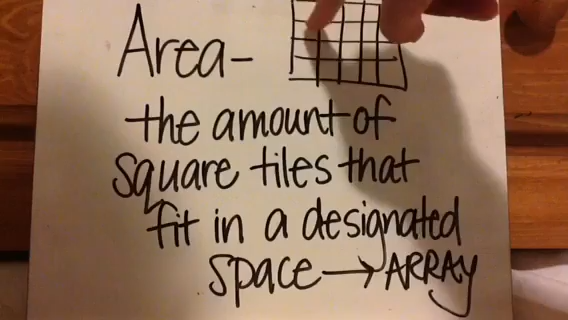 Area-
the amount of
square tiles that
fit in a designated
space → ARRAY